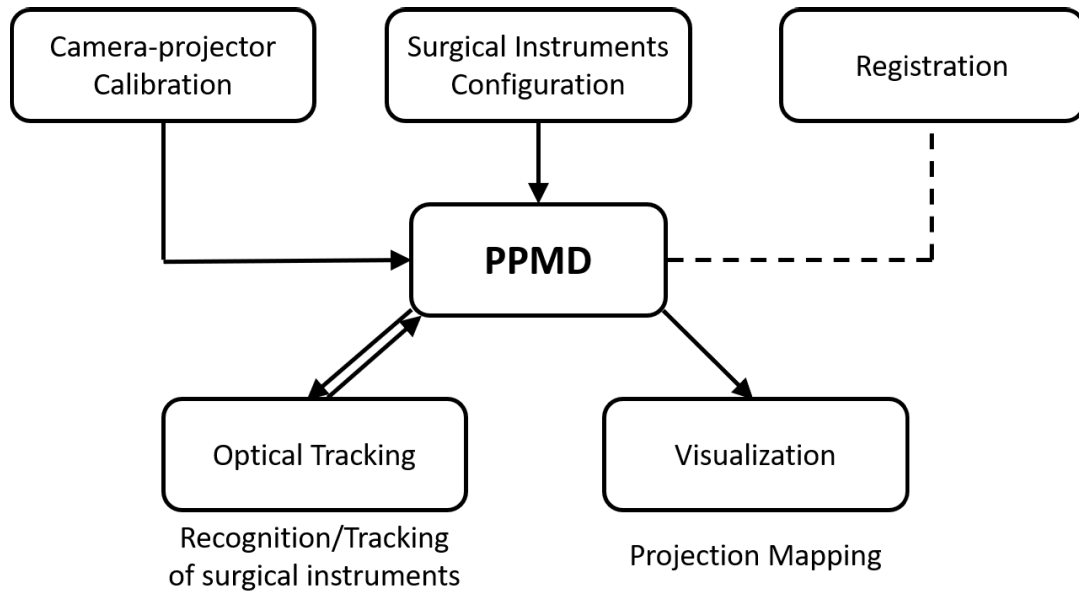 Camera-projector
Calibration
Surgical Instruments
Configuration
Registration
PPMD
Optical Tracking
Visualization
Recognition/Tracking
of surgical instruments
Projection Mapping